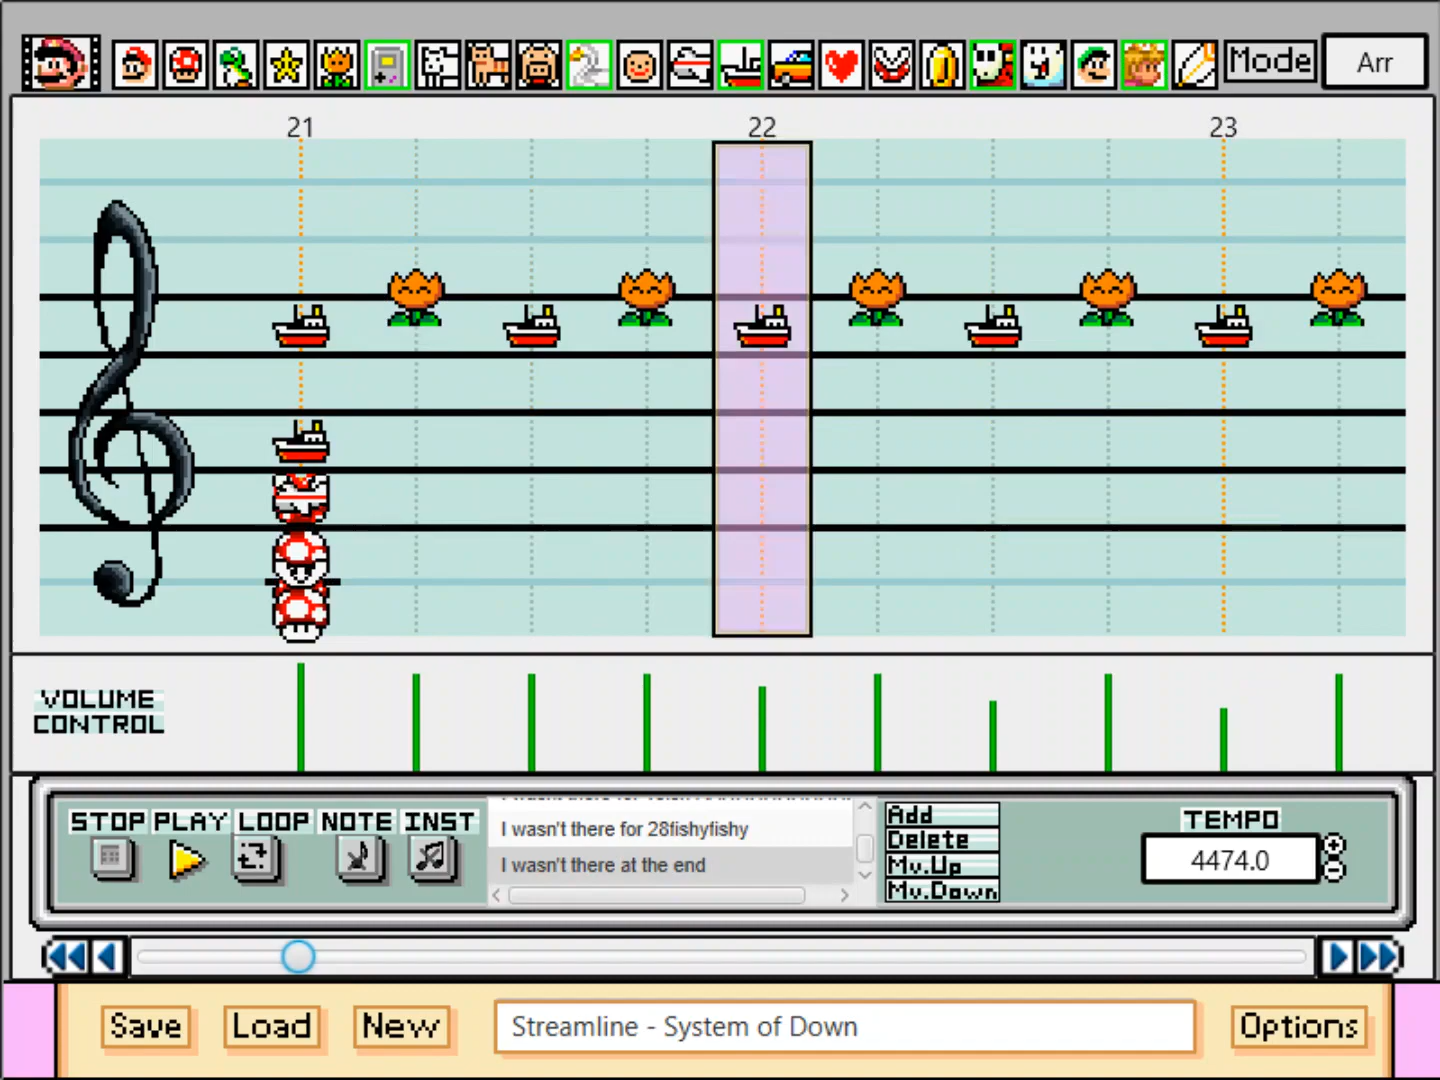 Mode
Arr
21
22
23
VOLUME
CONTROL
STOP PLAY LOOP NOTE INST
I wasn't there for 28fishyfishy
I wasn't there at the end
Add
Delete
Mv.Up
Mv.Down
TEMPO
4474.0
Save
Load
New
Streamline - System of Down
Options